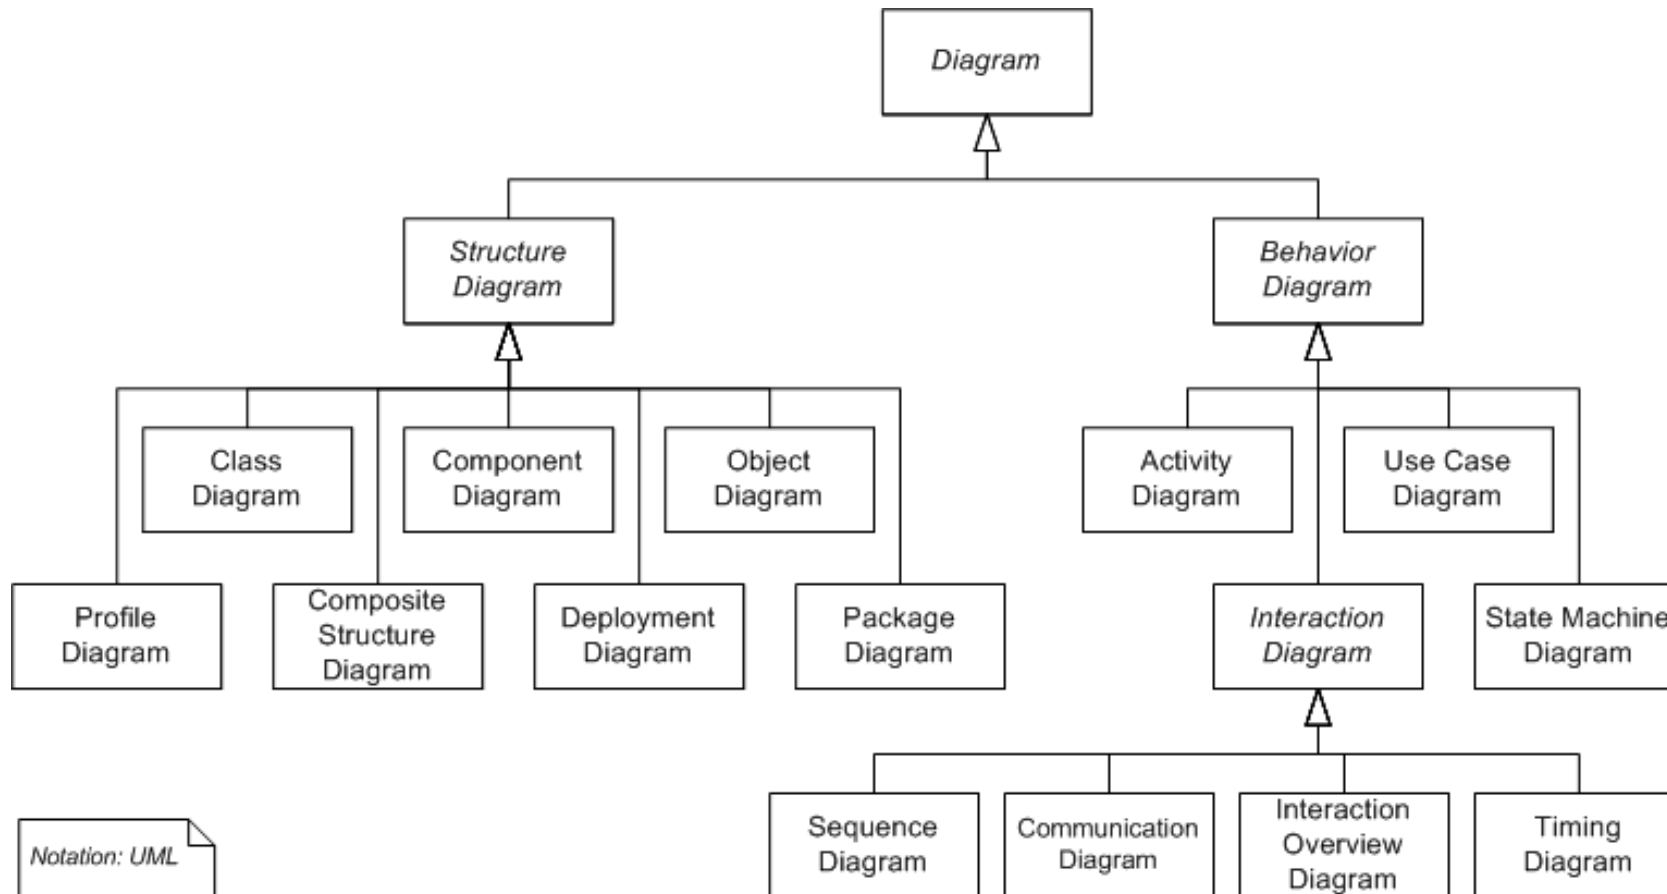 Diagram
Structure
Diagram
Behavior
Diagram
Class
Diagram
Component
Diagram
Object
Diagram
Activity
Diagram
Use Case
Diagram
Profile
Diagram
Composite
Structure
Diagram
Deployment
Diagram
Package
Diagram
Interaction
Diagram
State Machine
Diagram
Sequence
Diagram
Communication
Diagram
Interaction
Overview
Diagram
Timing
Diagram
Notation: UML